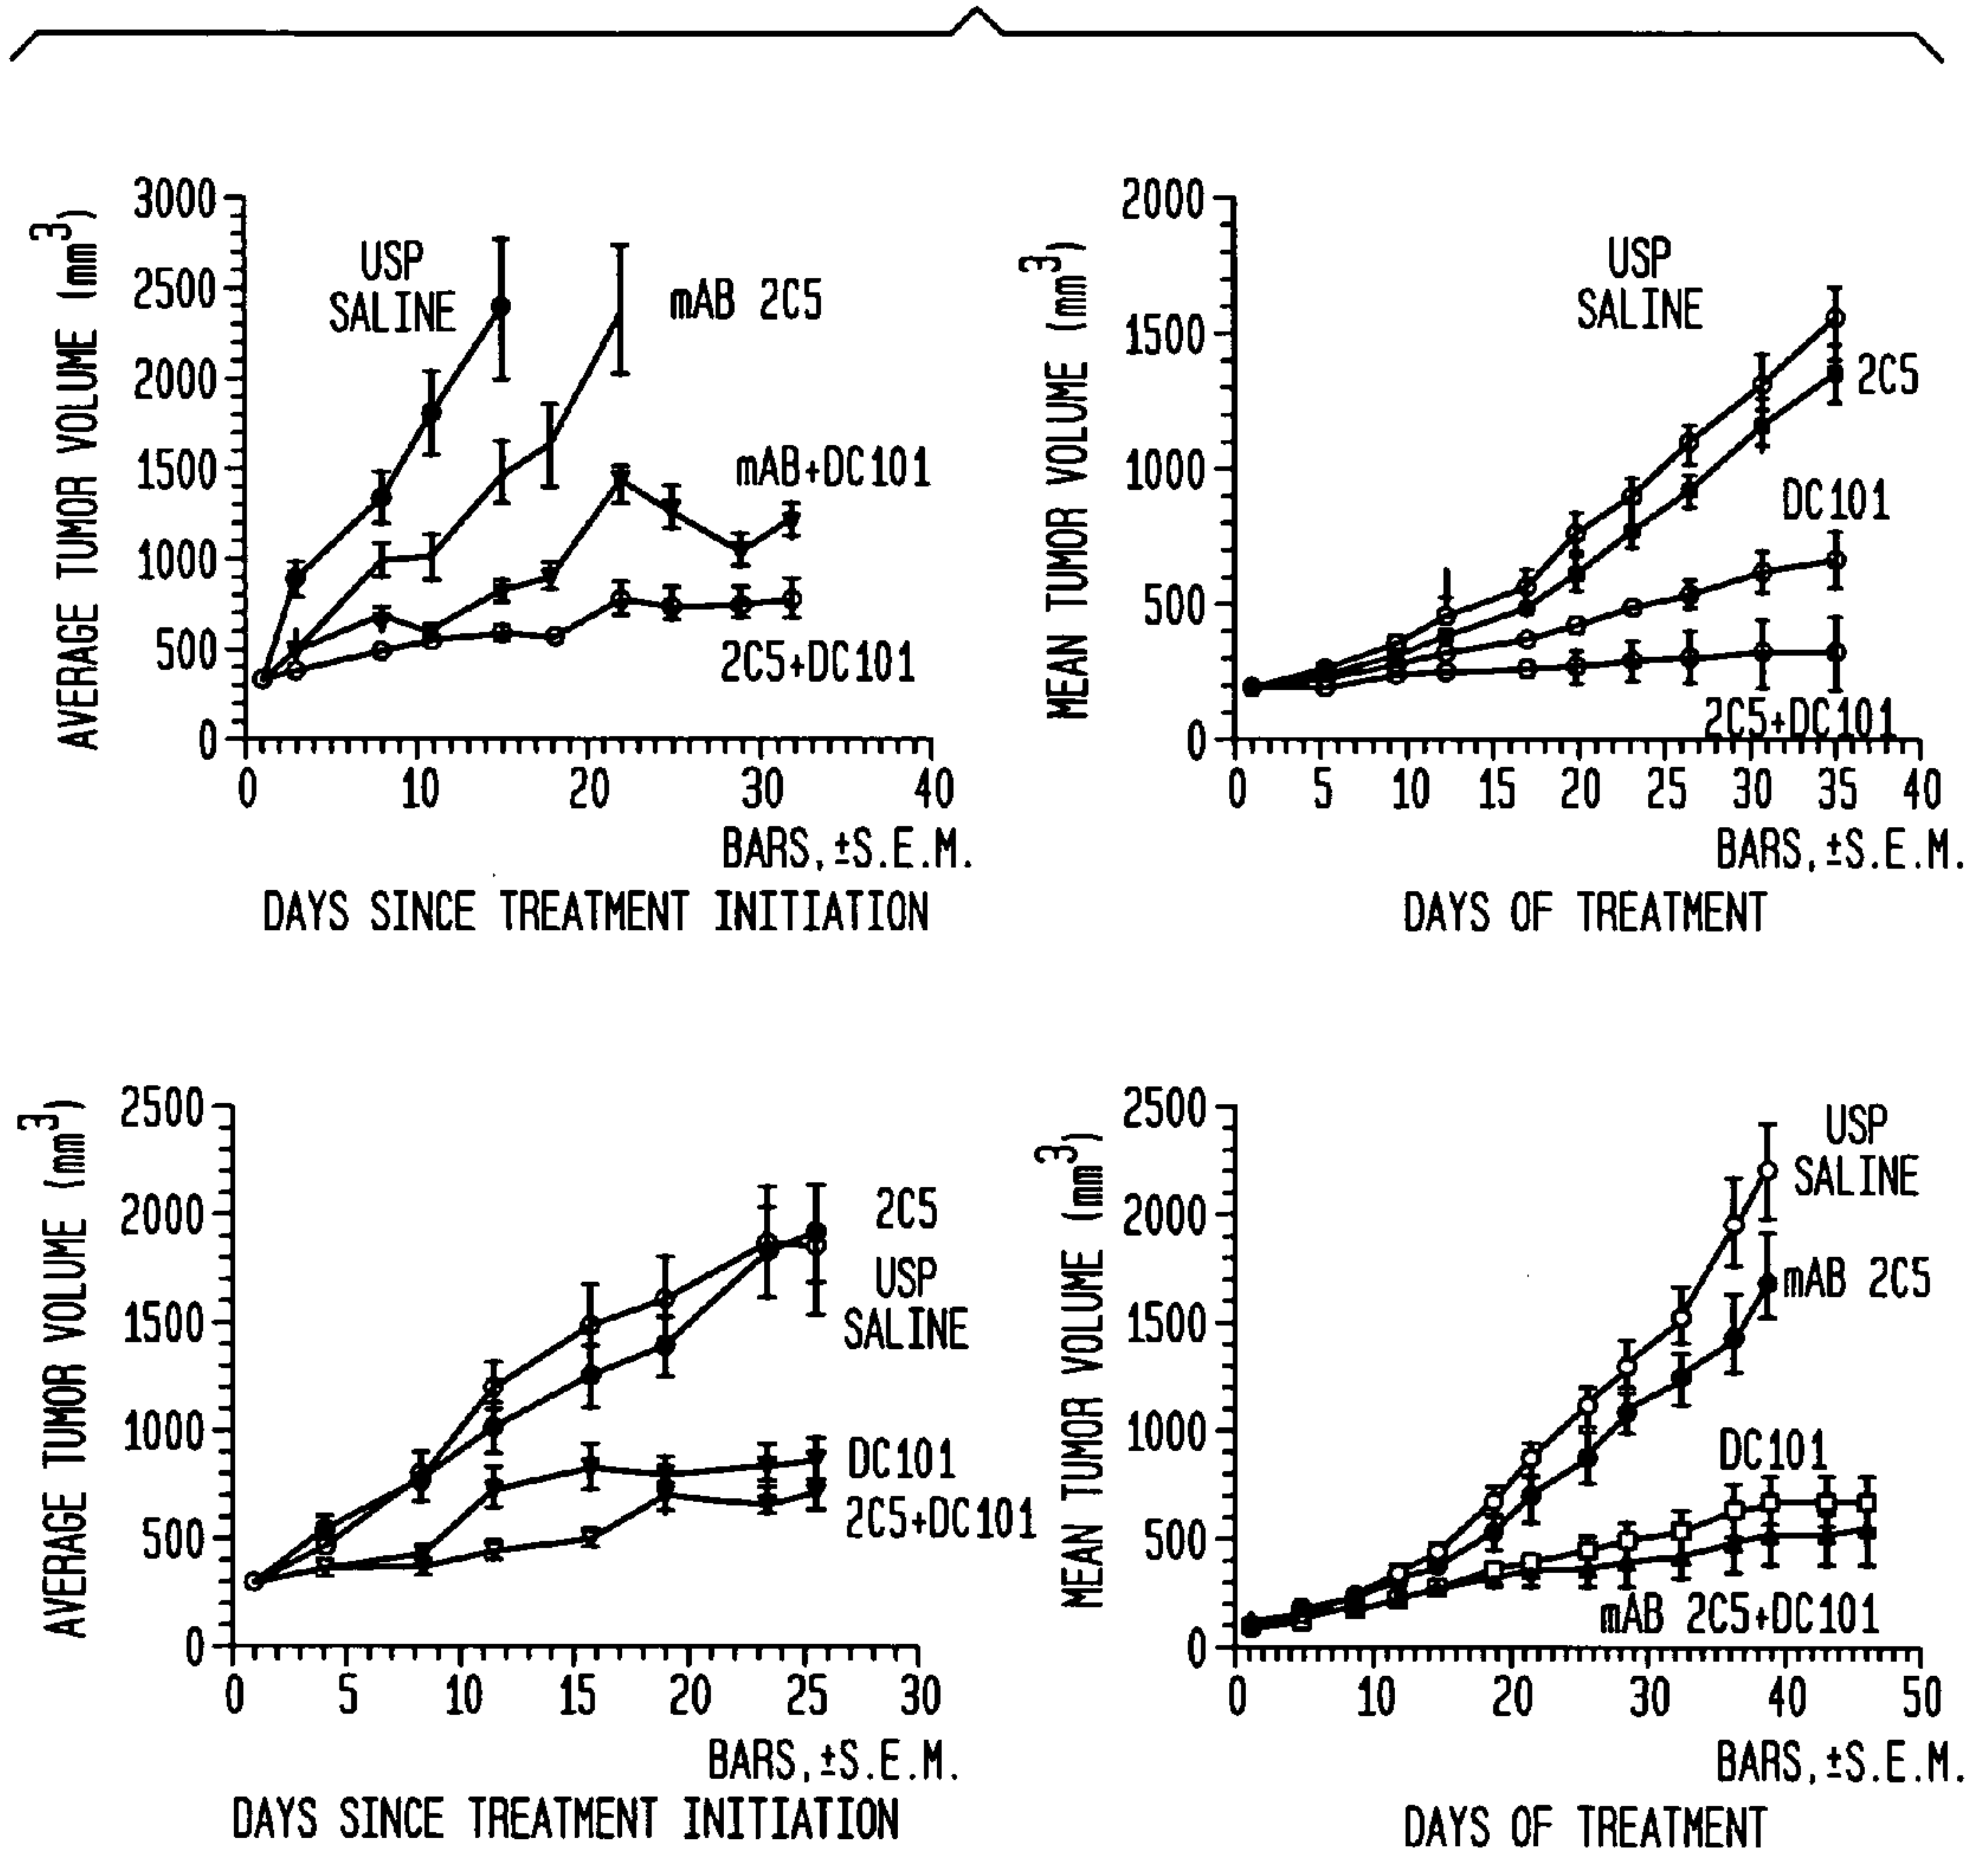 AVERAGE TUMOR VOLUME (mm3)
3000
2500
2000
1500
1000
500
0
USP
SALINE
mAB 2C5
mAB+DC101
2C5+DC101
0 10 20 30 40
BARS, ±S.E.M.
DAYS SINCE TREATMENT INITIATION
MEAN TUMOR VOLUME (mm3)
2000
1500
1000
500
0
USP
SALINE
2C5
DC101
2C5+DC101
0 5 10 15 20 25 30 35 40
BARS, ±S.E.M.
DAYS OF TREATMENT
AVERAGE TUMOR VOLUME (mm3)
2500
2000
1500
1000
500
0
2C5
USP
SALINE
DC101
2C5+DC101
0 5 10 15 20 25 30
BARS, ±S.E.M.
DAYS SINCE TREATMENT INITIATION
MEAN TUMOR VOLUME (mm3)
2500
2000
1500
1000
500
0
USP
SALINE
mAB 2C5
DC101
mAB 2C5+DC101
0 10 20 30 40 50
BARS, ±S.E.M.
DAYS OF TREATMENT